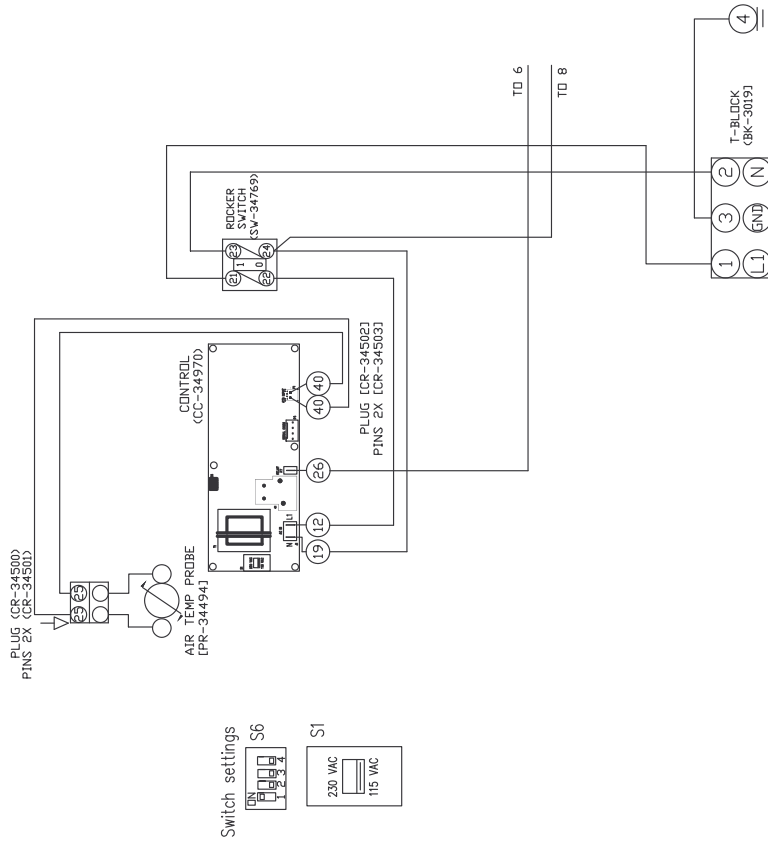 PLUG (CR-34500)
PINS 2X (CR-34501)
25
25
AIR TEMP PROBE
[PR-34494]
CONTROL
(CC-34970)
N
L1
19
12
26
40
40
PLUG [CR-34502]
PINS 2X [CR-34503]
ROCKER
SWITCH
(SW-34769)
21
23
1
0
22
24
TO 6
TO 8
T-BLOCK
(BK-3019]
1
3
2
L1
GND
N
4
Switch settings
S6
ON
1 2 3 4
S1
230 VAC
115 VAC